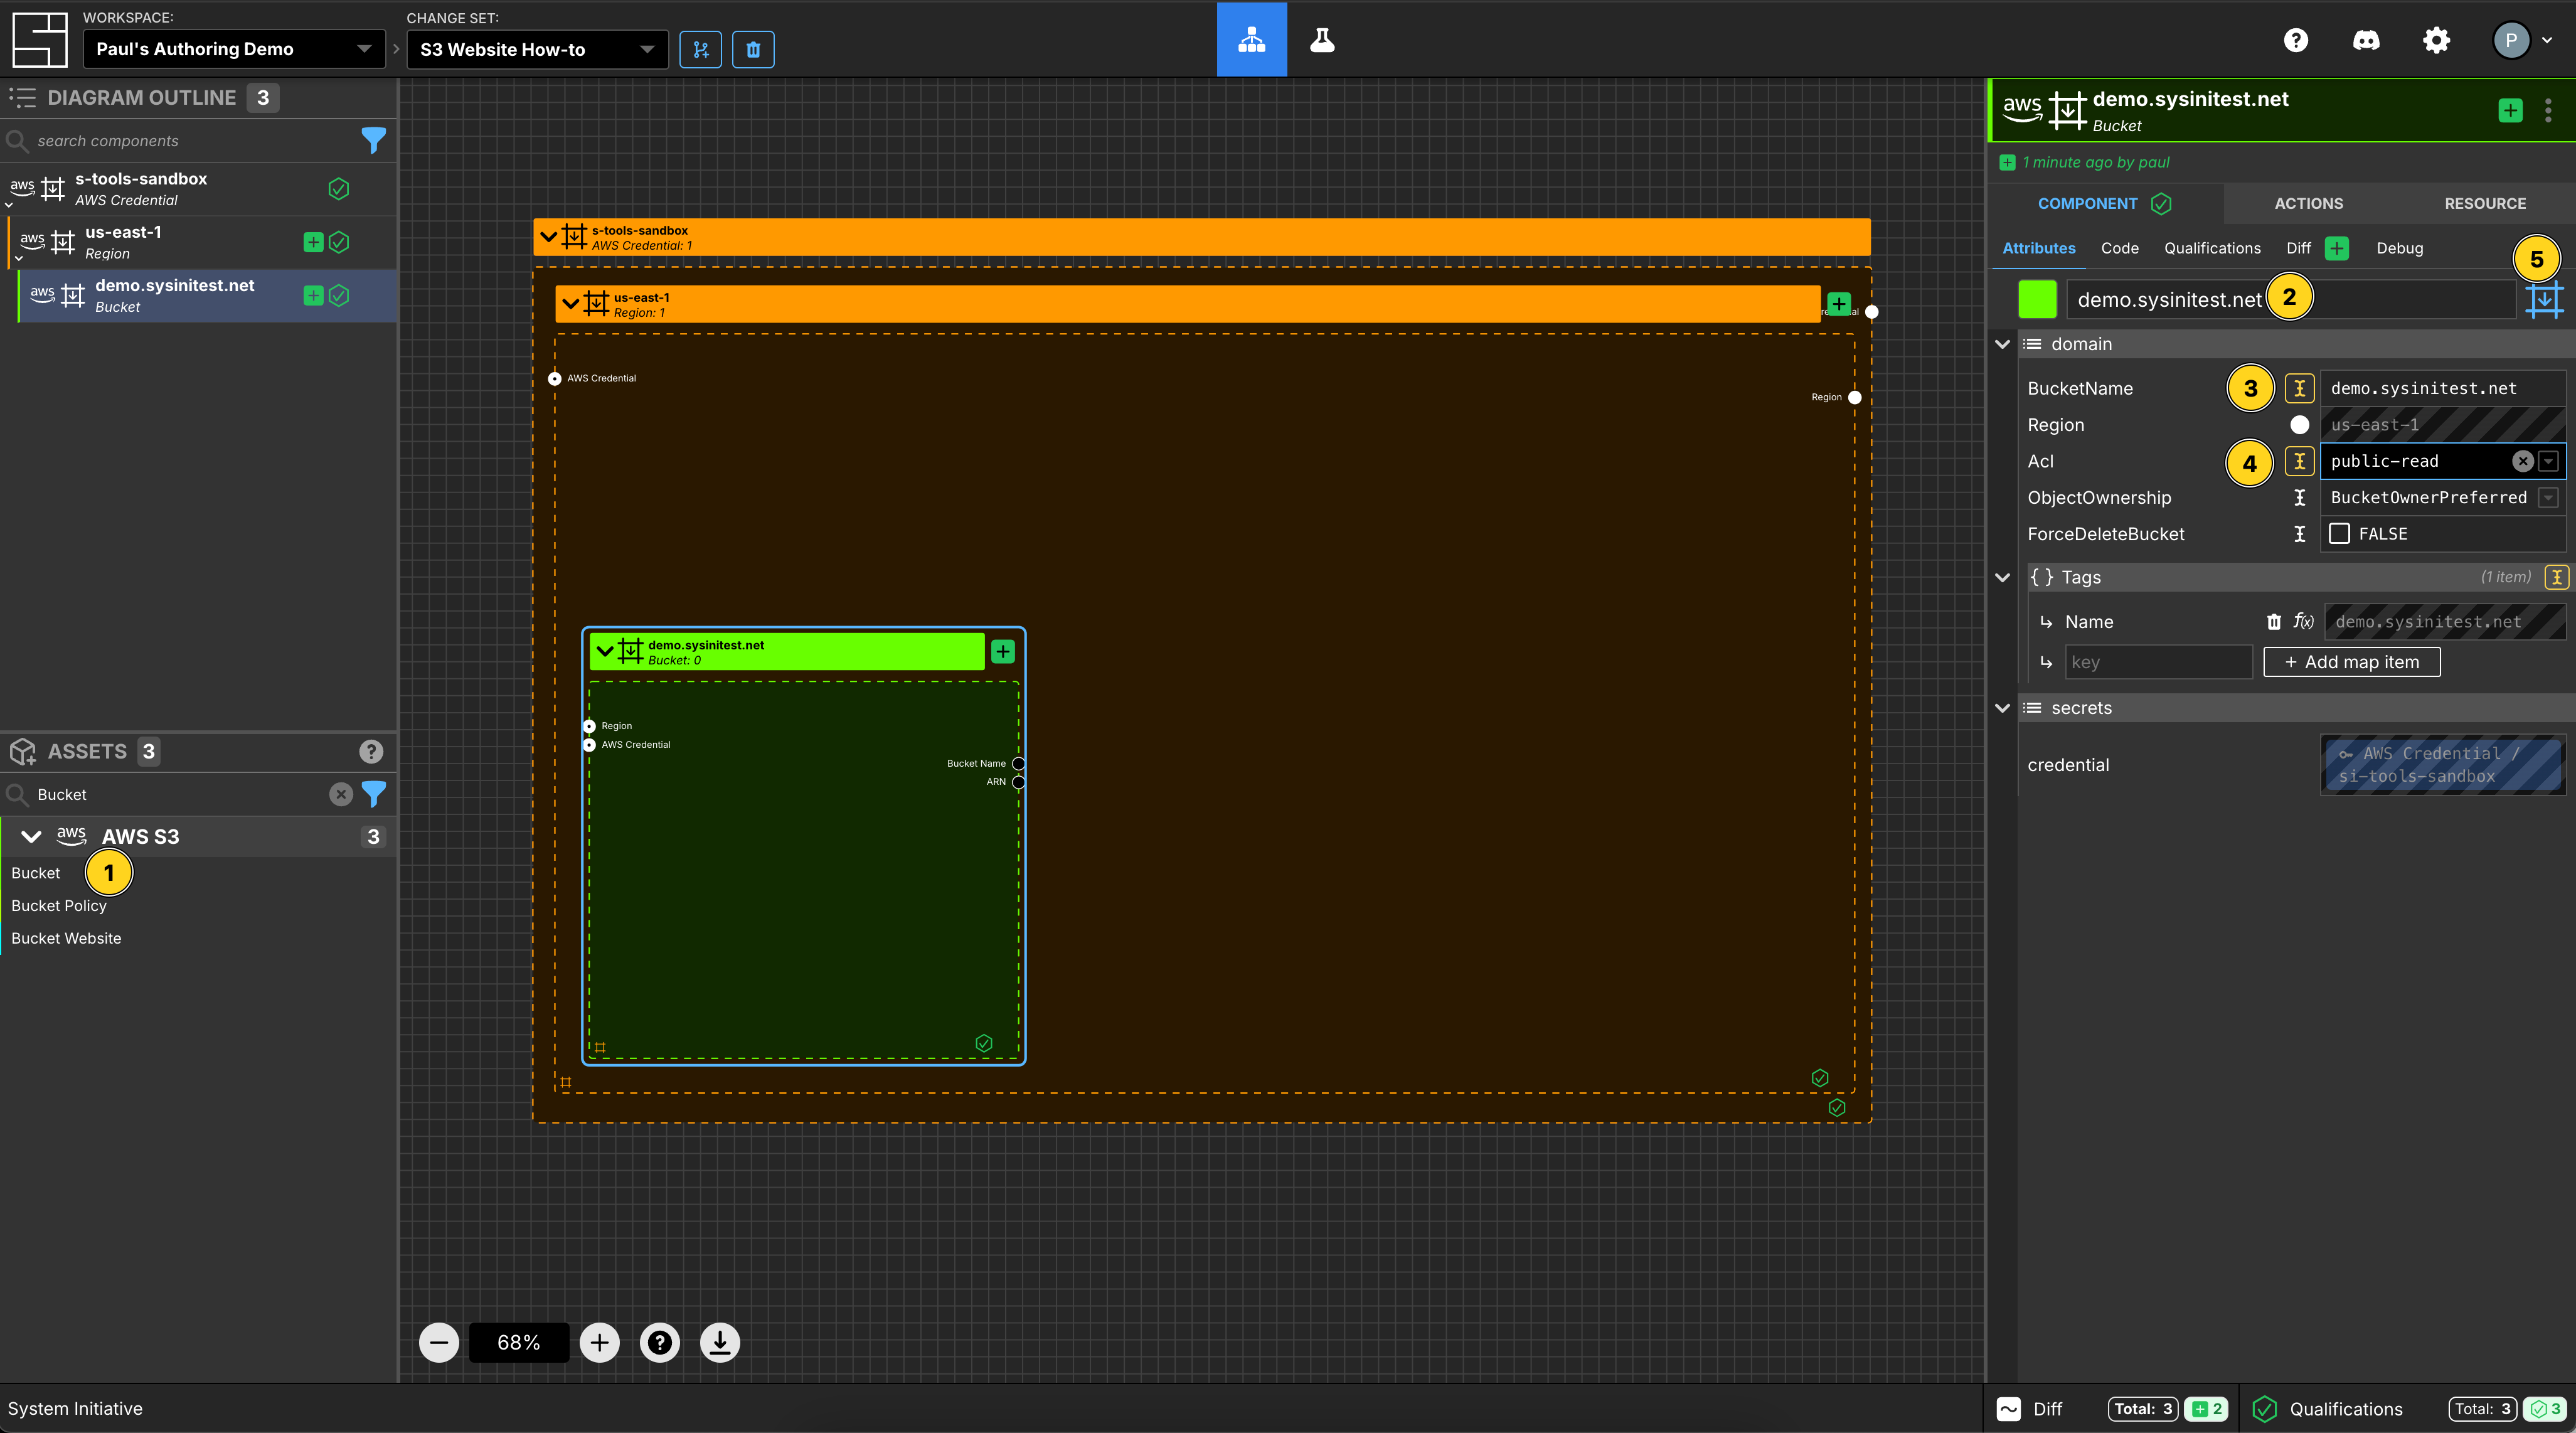 WORKSPACE:
Paul's Authoring Demo
CHANGE SET:
S3 Website How-to
P
DIAGRAM OUTLINE 3
search components
aws s-tools-sandbox
AWS Credential
aws us-east-1
Region
aws demo.sysinitest.net
Bucket
ASSETS 3
Bucket
aws AWS S3 3
Bucket 1
Bucket Policy
Bucket Website
s-tools-sandbox
AWS Credential: 1
us-east-1
Region: 1
AWS Credential
Region
demo.sysinitest.net
Bucket: 0
Region
AWS Credential
Bucket Name
ARN
68%
aws demo.sysinitest.net
Bucket
1 minute ago by paul
COMPONENT ACTIONS RESOURCE
Attributes Code Qualifications Diff Debug 5
demo.sysinitest.net 2
domain
BucketName 3 demo.sysinitest.net
Region us-east-1
Acl 4 public-read
ObjectOwnership BucketOwnerPreferred
ForceDeleteBucket FALSE
{ } Tags (1 item)
Name f(x) demo.sysinitest.net
key + Add map item
secrets
credential AWS Credential /
si-tools-sandbox
System Initiative
Diff Total: 3 2 Qualifications Total: 3 3